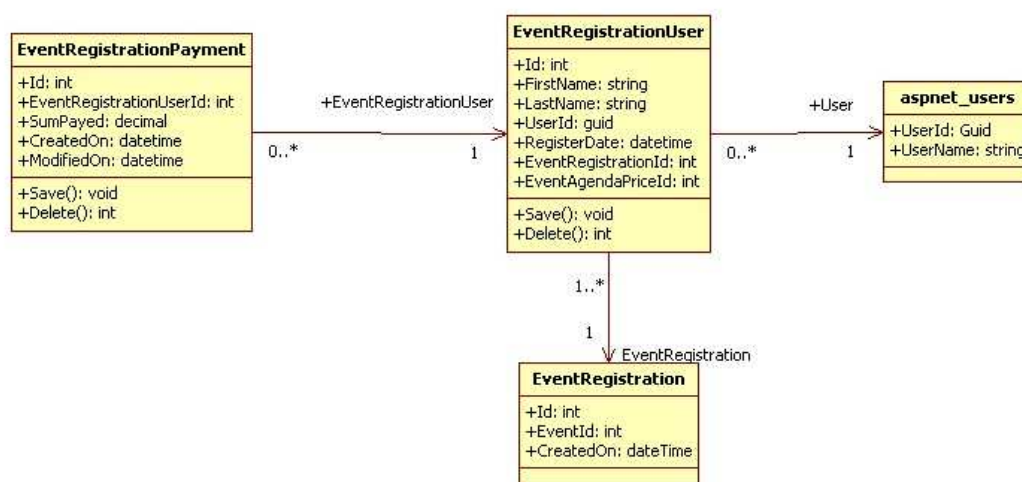 EventRegistrationPayment
+Id: int
+EventRegistrationUserId: int
+SumPayed: decimal
+CreatedOn: datetime
+ModifiedOn: datetime
+Save(): void
+Delete(): int
+EventRegistrationUser
0..*
1
EventRegistrationUser
+Id: int
+FirstName: string
+LastName: string
+UserId: guid
+RegisterDate: datetime
+EventRegistrationId: int
+EventAgendaPriceId: int
+Save(): void
+Delete(): int
+User
0..*
1
aspnet_users
+UserId: Guid
+UserName: string
1..*
1
EventRegistration
EventRegistration
+Id: int
+EventId: int
+CreatedOn: dateTime